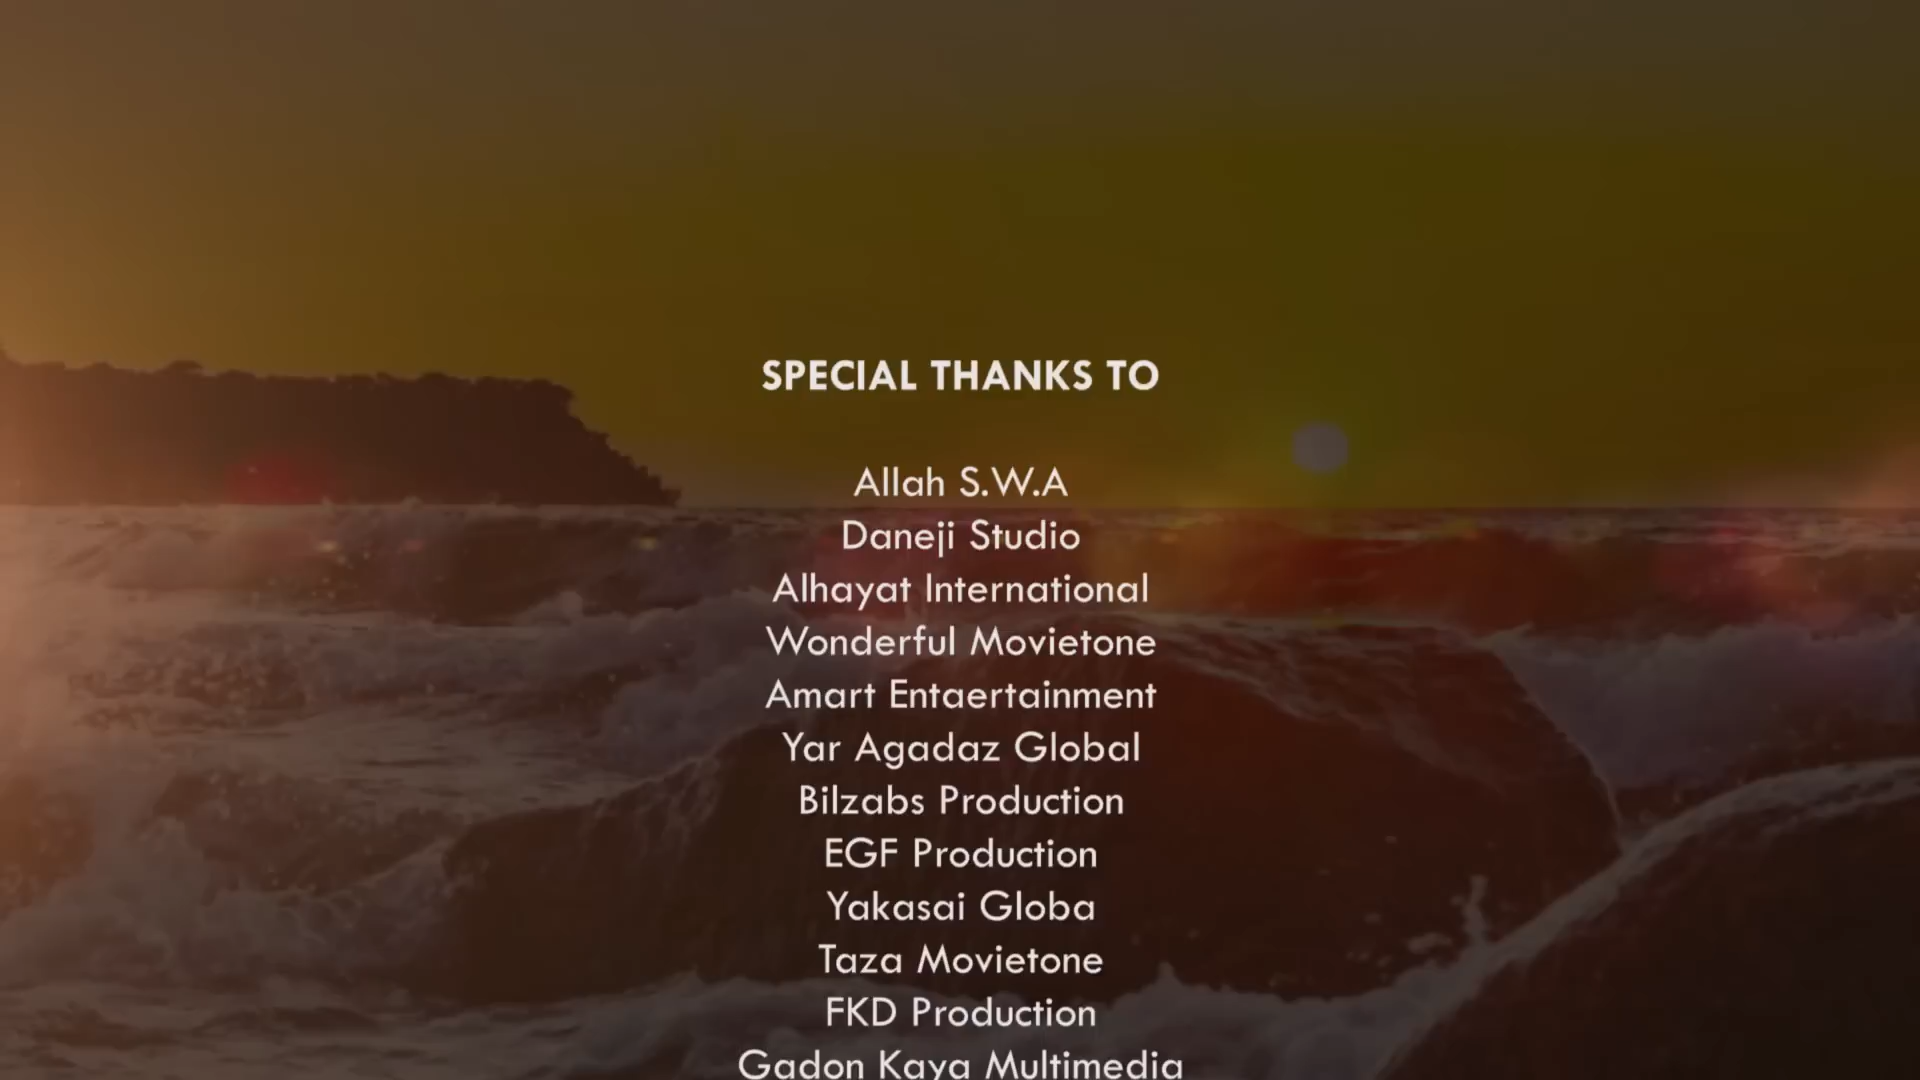 SPECIAL THANKS TO
Allah S.W.A
Daneji Studio
Alhayat International
Wonderful Movietone
Amart Entaertainment
Yar Agadaz Global
Bilzabs Production
EGF Production
Yakasai Globa
Taza Movietone
FKD Production
Gadon Kaya Multimedia